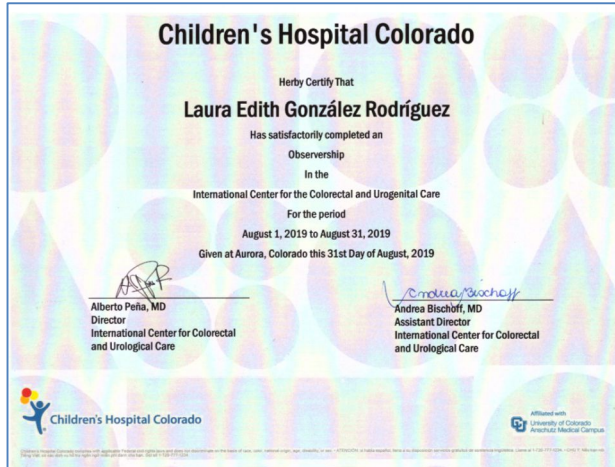 Children's Hospital Colorado
Herby Certify That
Laura Edith González Rodríguez
Has satisfactorily completed an
Observership
In the
International Center for the Colorectal and Urogenital Care
For the period
August 1, 2019 to August 31, 2019
Given at Aurora, Colorado this 31st Day of August, 2019
Alberto Peña, MD
Director
International Center for Colorectal
and Urological Care
Andrea Bischoff
Andrea Bischoff, MD
Assistant Director
International Center for Colorectal
and Urological Care
Children's Hospital Colorado
Affiliated with
University of Colorado
Anschutz Medical Campus